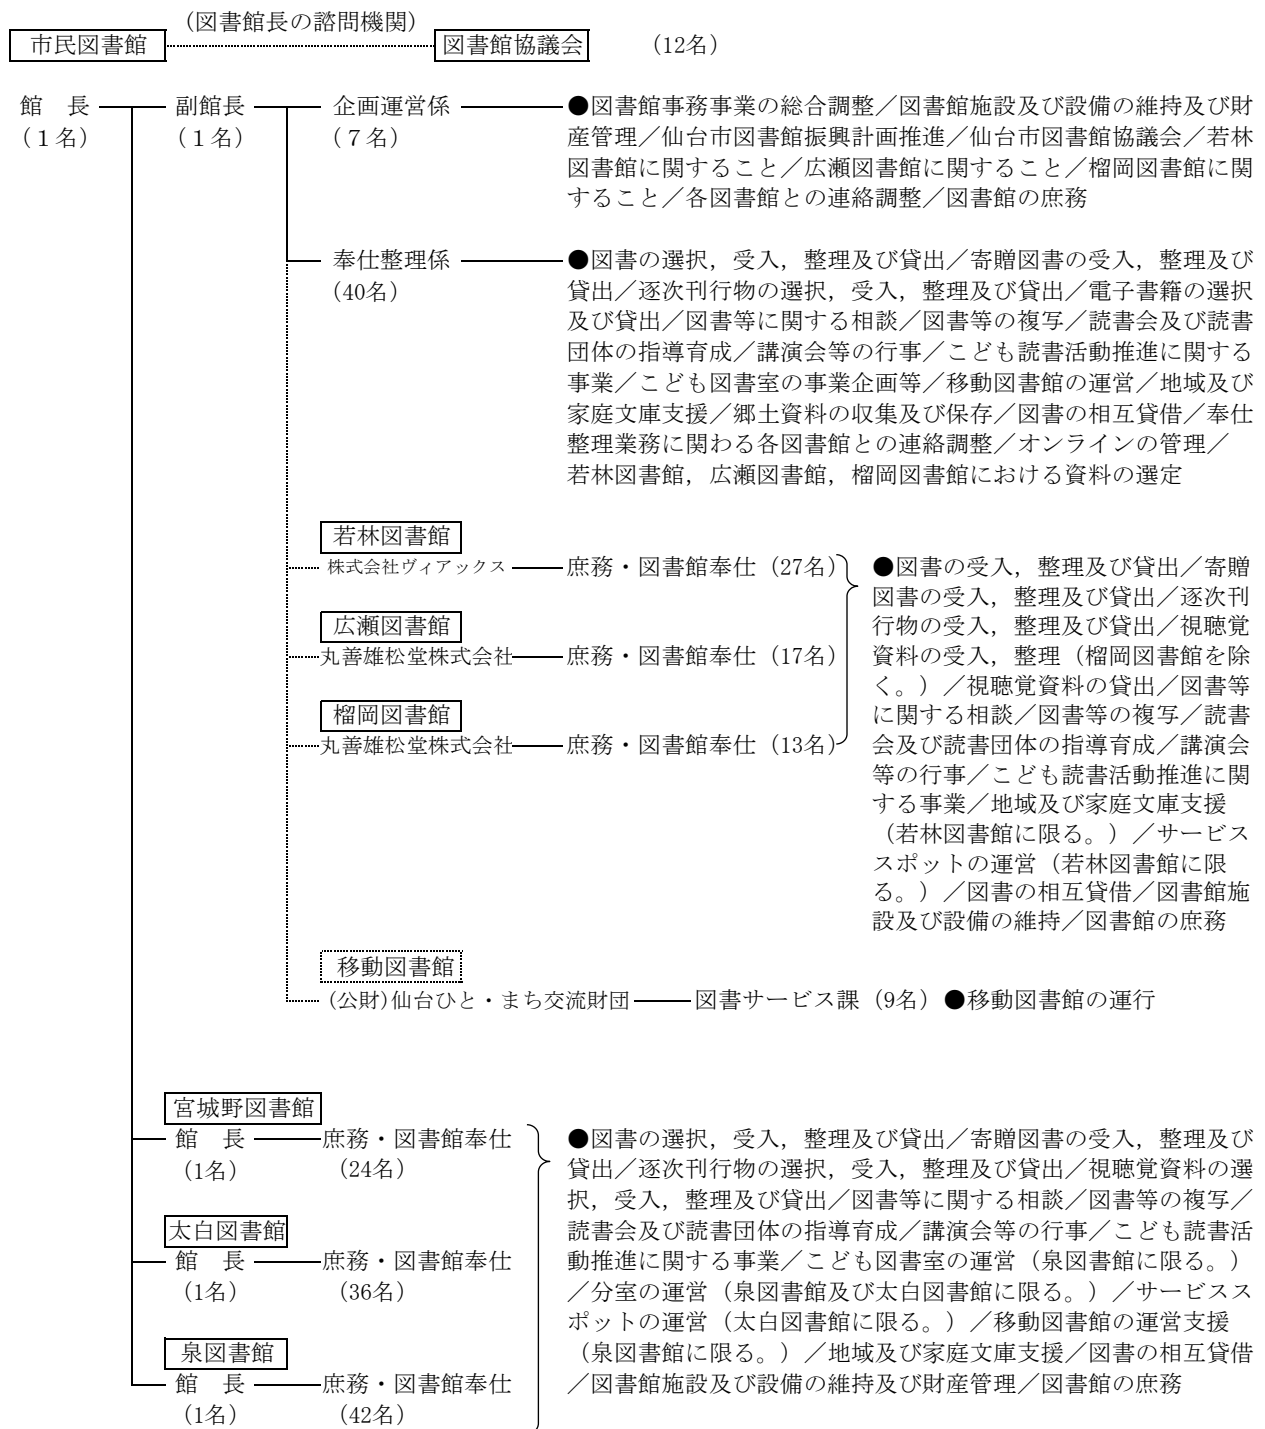 (図書館長の諮問機関)
市民図書館 図書館協議会 (12名)
館　長 副館長 企画運営係 ●図書館事務事業の総合調整／図書館施設及び設備の維持及び財
(１名) (１名) (７名) 産管理／仙台市図書館振興計画推進／仙台市図書館協議会／若林
図書館に関すること／広瀬図書館に関すること／榴岡図書館に関
すること／各図書館との連絡調整／図書館の庶務
奉仕整理係 ●図書の選択，受入，整理及び貸出／寄贈図書の受入，整理及び
(40名) 貸出／逐次刊行物の選択，受入，整理及び貸出／電子書籍の選択
及び貸出／図書等に関する相談／図書等の複写／読書会及び読書
団体の指導育成／講演会等の行事／こども読書活動推進に関する
事業／こども図書室の事業企画等／移動図書館の運営／地域及び
家庭文庫支援／郷土資料の収集及び保存／図書の相互貸借／奉仕
整理業務に関わる各図書館との連絡調整／オンラインの管理／
若林図書館，広瀬図書館，榴岡図書館における資料の選定
若林図書館
株式会社ヴィアックス 庶務・図書館奉仕 (27名)
広瀬図書館
丸善雄松堂株式会社 庶務・図書館奉仕 (17名)
榴岡図書館
丸善雄松堂株式会社 庶務・図書館奉仕 (13名)
●図書の受入，整理及び貸出／寄贈
図書の受入，整理及び貸出／逐次刊
行物の受入，整理及び貸出／視聴覚
資料の受入，整理（榴岡図書館を除
く。）／視聴覚資料の貸出／図書等
に関する相談／図書等の複写／読書
会及び読書団体の指導育成／講演会
等の行事／こども読書活動推進に関
する事業／地域及び家庭文庫支援
（若林図書館に限る。）／サービス
スポットの運営（若林図書館に限
る。）／図書の相互貸借／図書館施
設及び設備の維持／図書館の庶務
移動図書館
(公財)仙台ひと・まち交流財団 図書サービス課 (9名) ●移動図書館の運行
宮城野図書館
館　長 庶務・図書館奉仕
(1名) (24名)
太白図書館
館　長 庶務・図書館奉仕
(1名) (36名)
泉図書館
館　長 庶務・図書館奉仕
(1名) (42名)
●図書の選択，受入，整理及び貸出／寄贈図書の受入，整理及び
貸出／逐次刊行物の選択，受入，整理及び貸出／視聴覚資料の選
択，受入，整理及び貸出／図書等に関する相談／図書等の複写／
読書会及び読書団体の指導育成／講演会等の行事／こども読書活
動推進に関する事業／こども図書室の運営（泉図書館に限る。）
／分室の運営（泉図書館及び太白図書館に限る。）／サービスス
ポットの運営（太白図書館に限る。）／移動図書館の運営支援
（泉図書館に限る。）／地域及び家庭文庫支援／図書の相互貸借
／図書館施設及び設備の維持及び財産管理／図書館の庶務